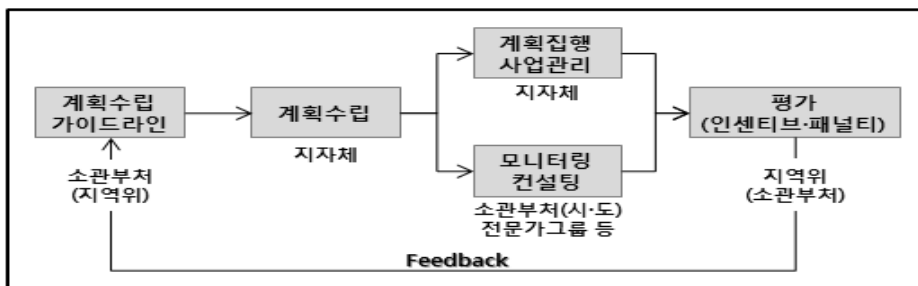 계획수립
가이드라인
소관부처
(지역위)
계획수립
지자체
계획집행
사업관리
지자체
모니터링
컨설팅
소관부처(시·도)
전문가그룹 등
평가
(인센티브·패널티)
지역위
(소관부처)
Feedback